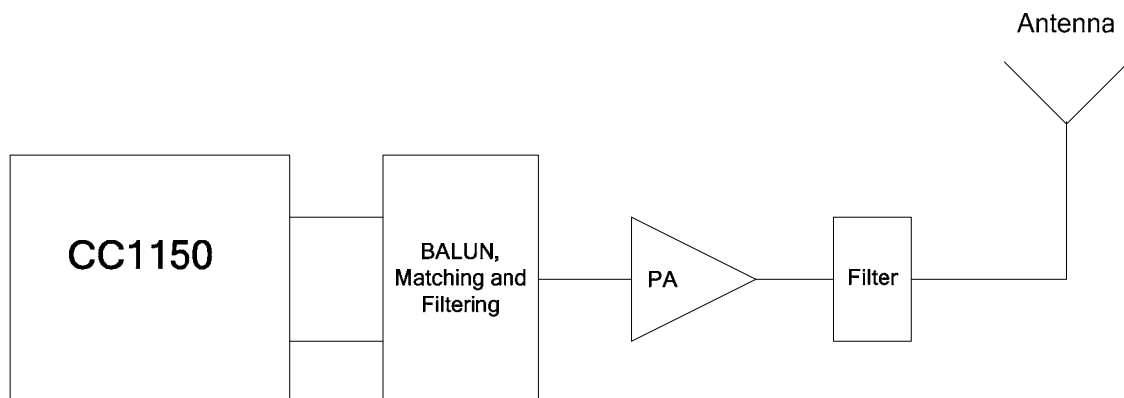 Antenna
CC1150
BALUN,
Matching and
Filtering
PA
Filter